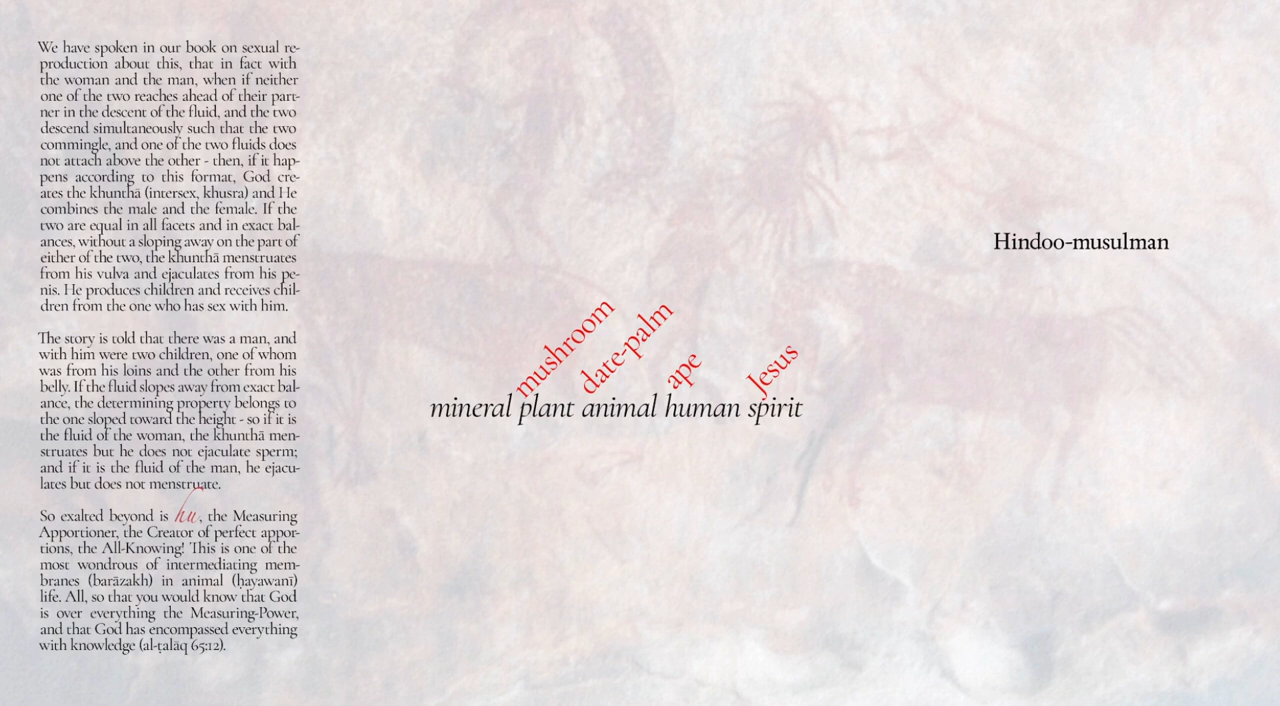 We have spoken in our book on sexual re-
production about this, that in fact with
the woman and the man, when if neither
one of the two reaches ahead of their part-
ner in the descent of the fluid, and the two
descend simultaneously such that the two
commingle, and one of the two fluids does
not attach above the other - then, if it hap-
pens according to this format, God cre-
ates the khunthā (intersex, khusra) and He
combines the male and the female. If the
two are equal in all facets and in exact bal-
ances, without a sloping away on the part of
either of the two, the khunthā menstruates
from his vulva and ejaculates from his pe-
nis. He produces children and receives chil-
dren from the one who has sex with him.
The story is told that there was a man, and
with him were two children, one of whom
was from his loins and the other from his
belly. If the fluid slopes away from exact bal-
ance, the determining property belongs to
the one sloped toward the height - so if it is
the fluid of the woman, the khunthā men-
struates but he does not ejaculate sperm;
and if it is the fluid of the man, he ejacu-
lates but does not menstruate.
So exalted beyond is hu, the Measuring
Apportioner, the Creator of perfect appor-
tions, the All-Knowing! This is one of the
most wondrous of intermediating mem-
branes (barāzakh) in animal (ḥayawanī)
life. All, so that you would know that God
is over everything the Measuring-Power,
and that God has encompassed everything
with knowledge (al-ṭalāq 65:12).
mushroom
date-palm
ape
Jesus
mineral plant animal human spirit
Hindoo-musulman